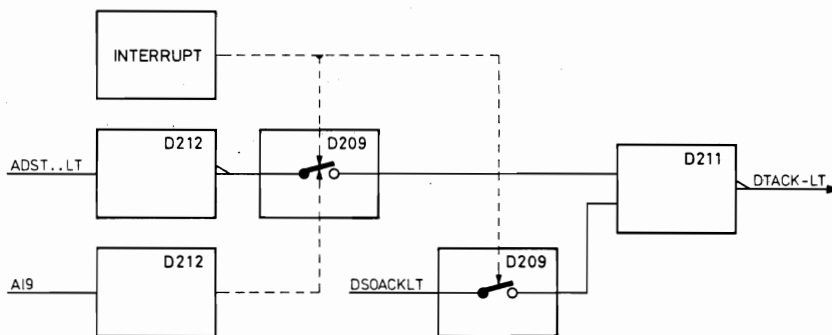 INTERRUPT
D212
D209
D211
ADST..LT
DTACK-LT
D212
D209
AI9
DSOACKLT